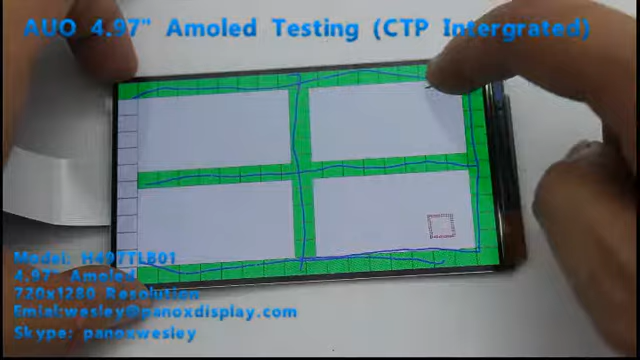 AUO 4.97" Amoled Testing (CTP Intergrated)
Model: H497TLB01
4.97" Amoled
720x1280 Resolution
Emial:wesley@panoxdisplay.com
Skype: panoxwesley